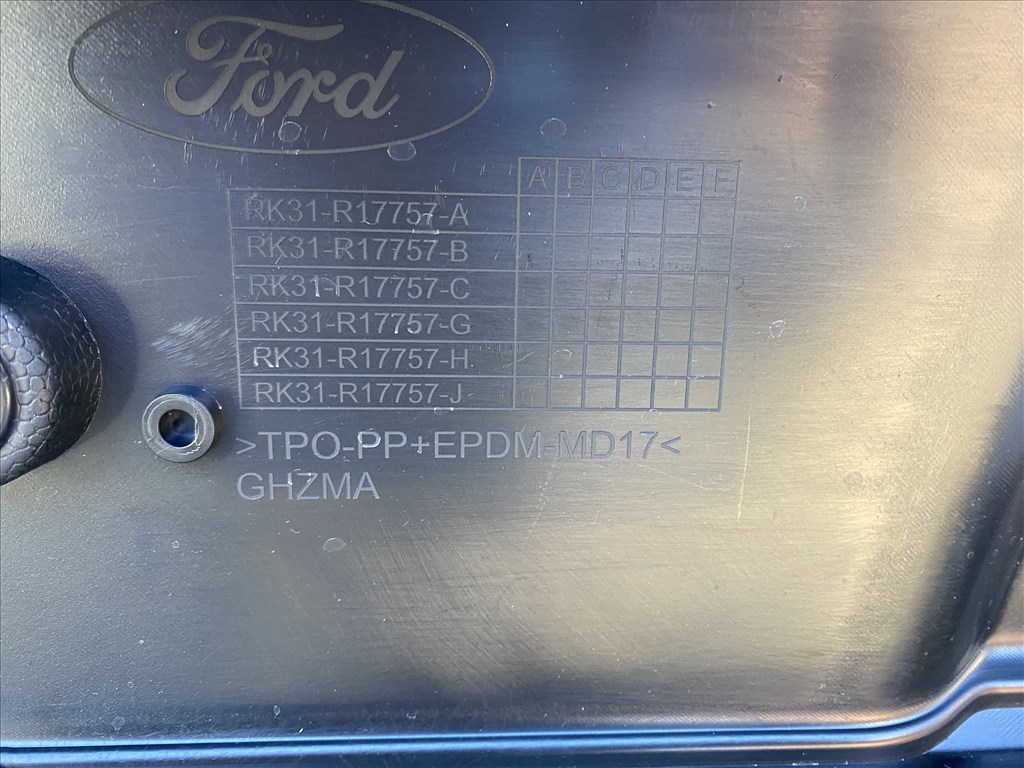 Ford
A B C D E F
RK31-R17757-A
RK31-R17757-B
RK31-R17757-C
RK31-R17757-G
RK31-R17757-H
RK31-R17757-J
>TPO-PP+EPDM-MD17<
GHZMA